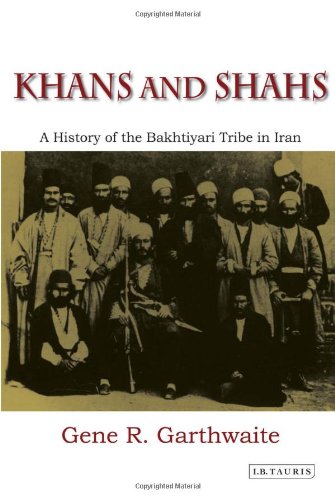 Copyrighted Material
KHANS AND SHAHS
A History of the Bakhtiyari Tribe in Iran
Gene R. Garthwaite
I.B.TAURIS
Copyrighted Material